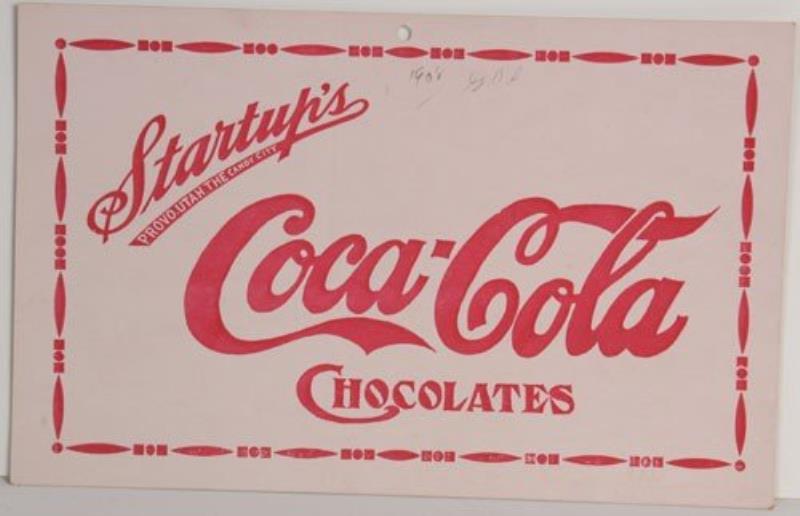 Startup's
PROVO.UTAH.THE CANDY CITY
Coca-Cola
CHOCOLATES